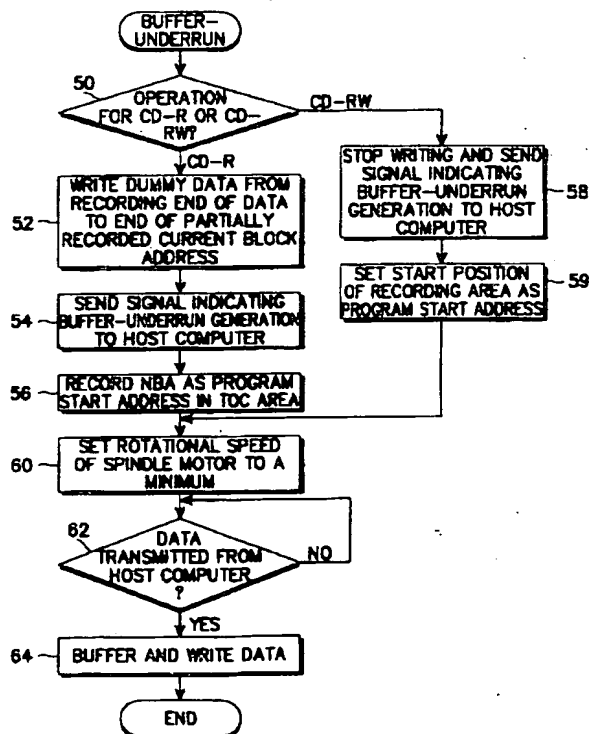 BUFFER-
UNDERRUN
50
OPERATION
FOR CD-R OR CD-
RW?
CD-RW
CD-R
52
WRITE DUMMY DATA FROM
RECORDING END OF DATA
TO END OF PARTIALLY
RECORDED CURRENT BLOCK
ADDRESS
STOP WRITING AND SEND
SIGNAL INDICATING
BUFFER-UNDERRUN
GENERATION TO HOST
COMPUTER
58
54
SEND SIGNAL INDICATING
BUFFER-UNDERRUN GENERATION
TO HOST COMPUTER
SET START POSITION
OF RECORDING AREA AS
PROGRAM START ADDRESS
59
56
RECORD NBA AS PROGRAM
START ADDRESS IN TOC AREA
60
SET ROTATIONAL SPEED
OF SPINDLE MOTOR TO A
MINIMUM
62
DATA
TRANSMITTED FROM
HOST COMPUTER
?
NO
YES
64
BUFFER AND WRITE DATA
END